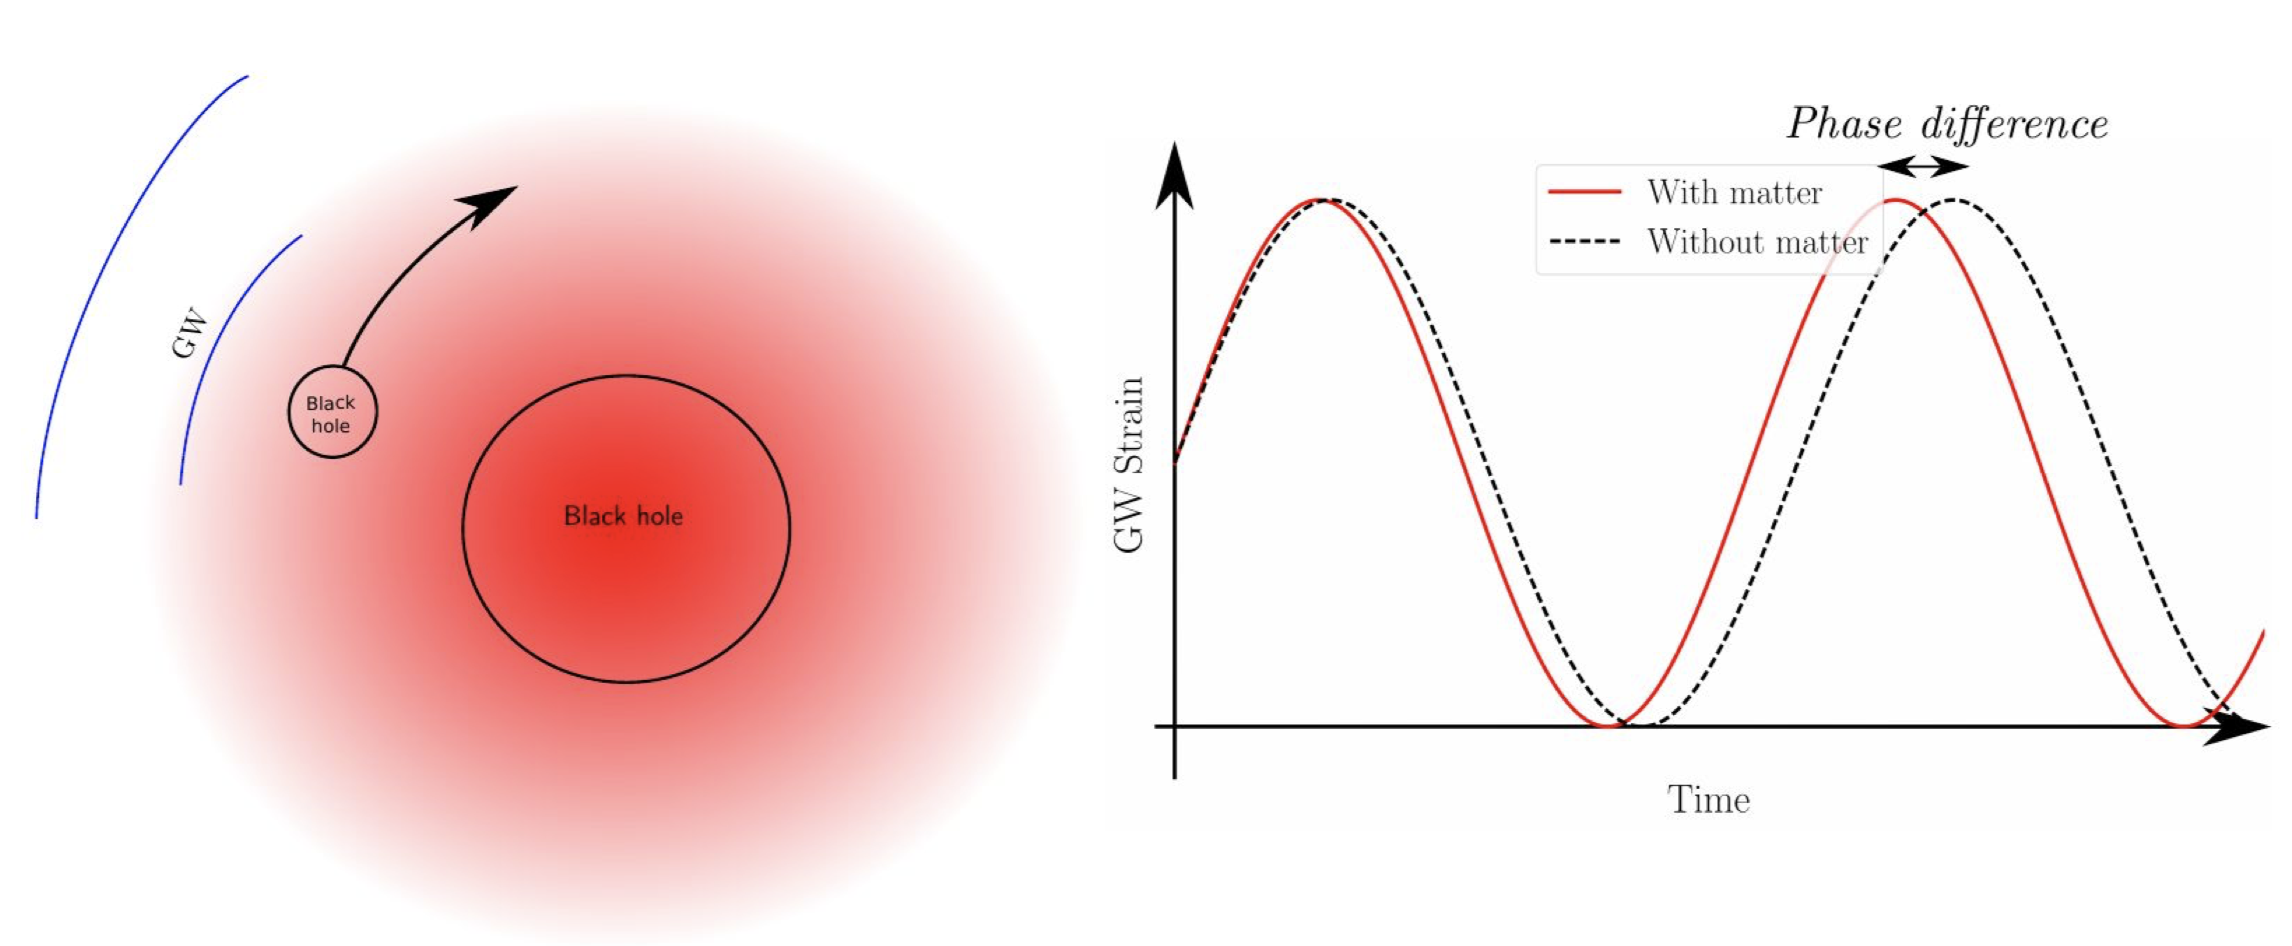 GW
Black
hole
Black hole
Phase difference
With matter
Without matter
GW Strain
Time